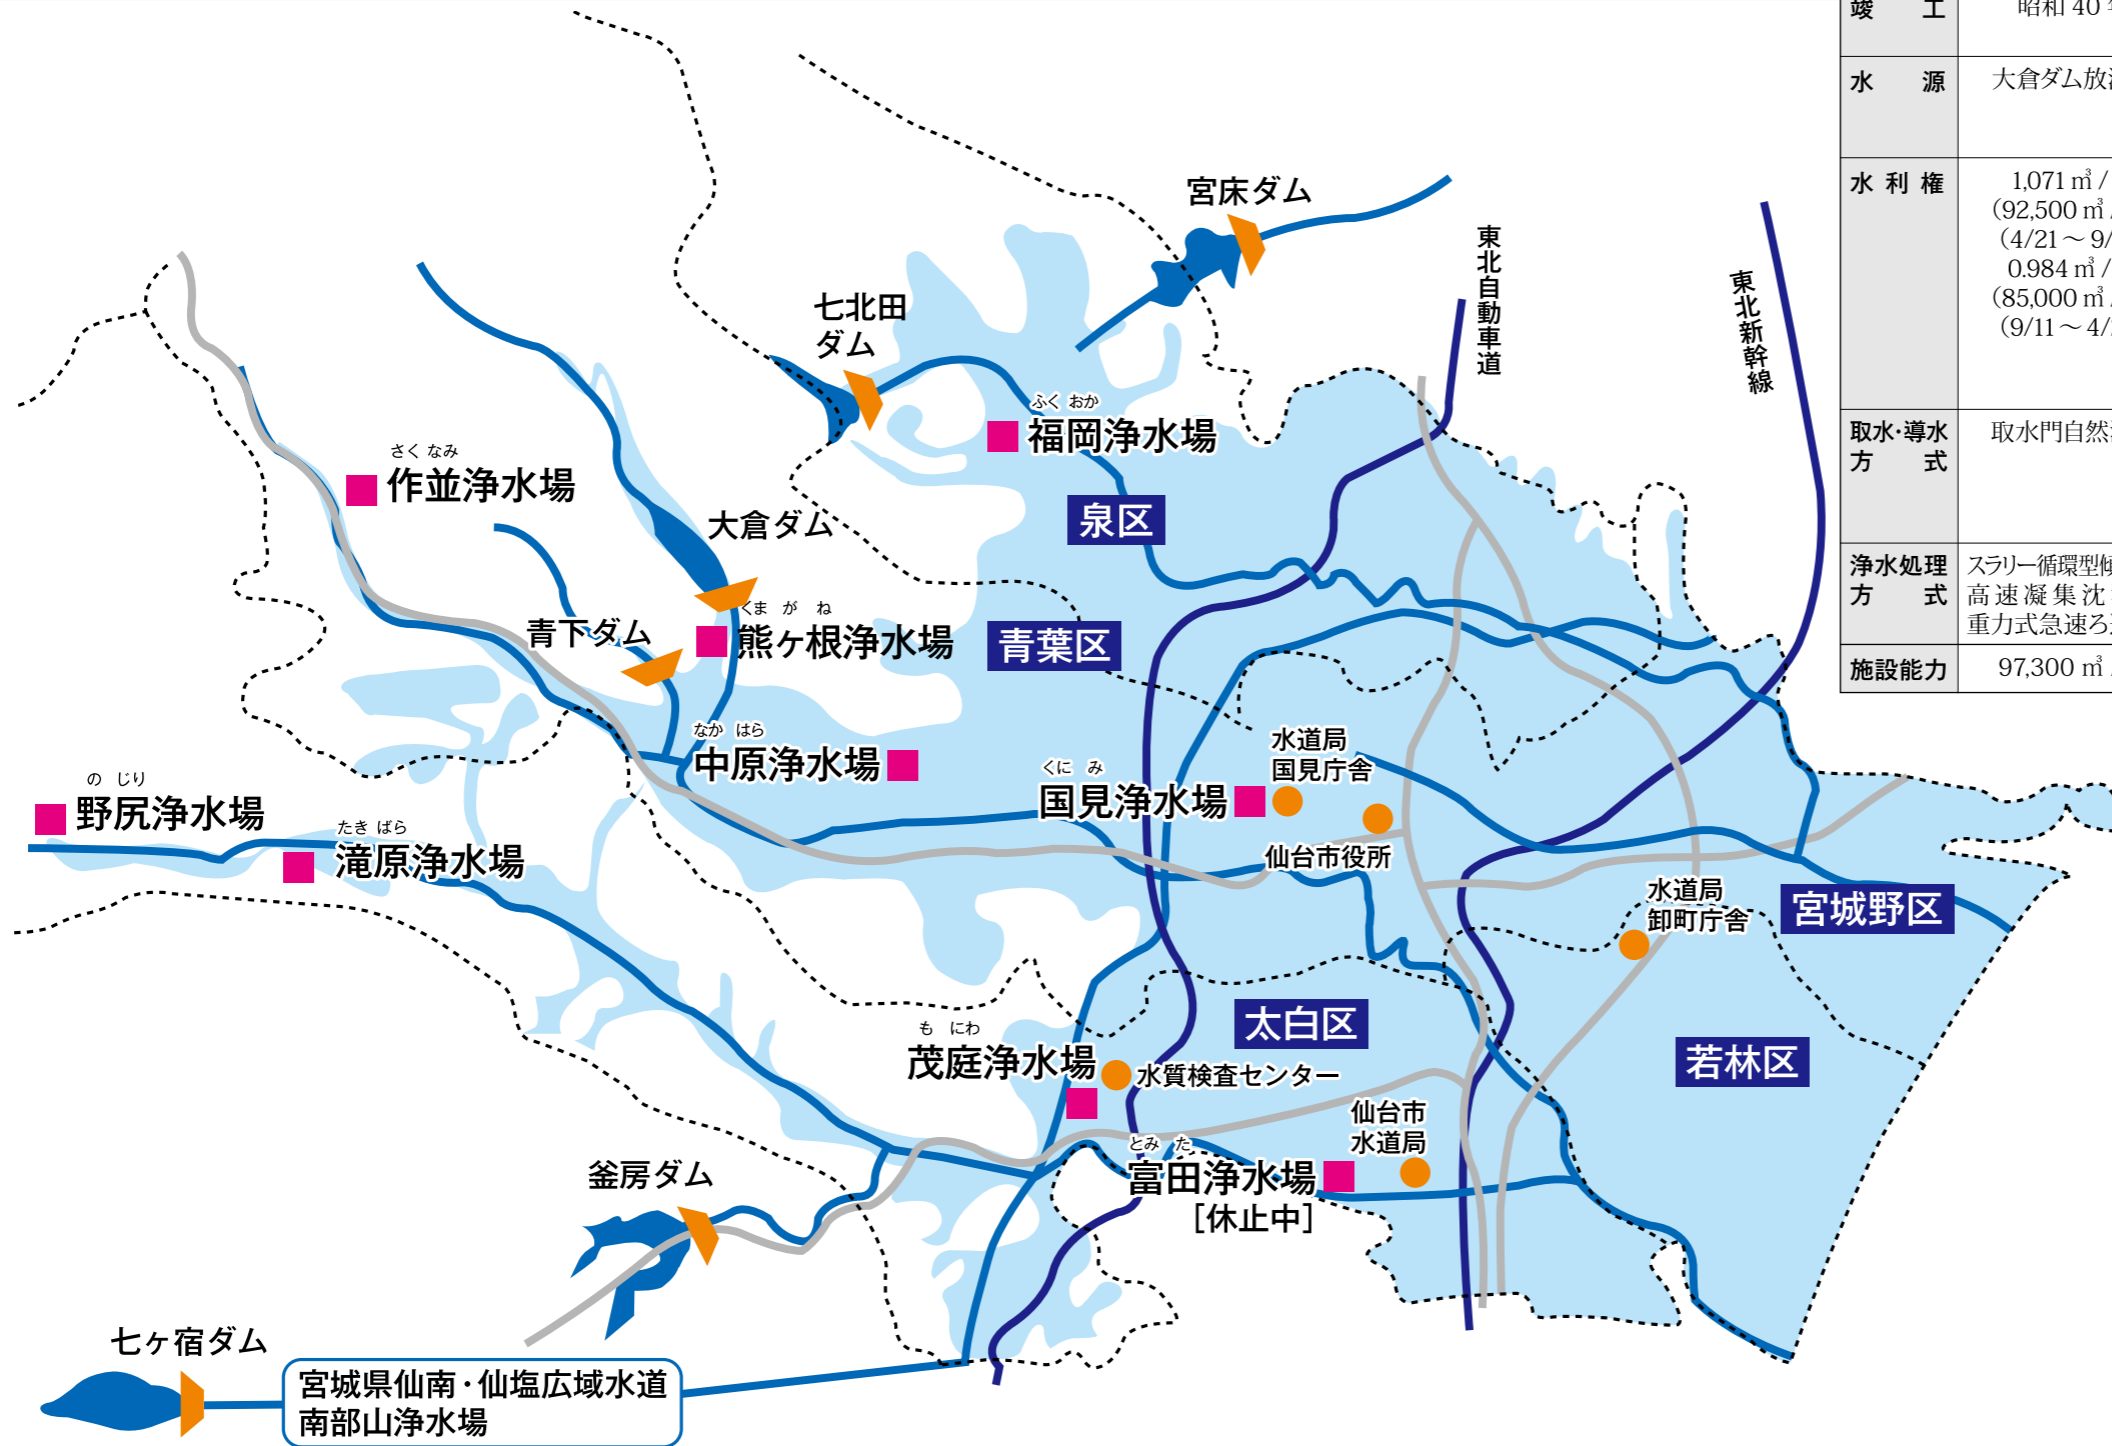 竣工
昭和 40
水源
大倉ダム放
水利権
1,071 ㎥ /
(92,500 ㎥
(4/21 ～ 9/
0.984 ㎥ /
(85,000 ㎥
(9/11 ～ 4/
取水・導水
方式
取水門自然
浄水処理
方式
スラリー循環型傾
高速凝集沈
重力式急速ろ
施設能力
97,300 ㎥
宮床ダム
東北自動車道
東北新幹線
七北田
ダム
ふく おか
福岡浄水場
さく なみ
作並浄水場
泉区
大倉ダム
くま が ね
熊ヶ根浄水場
青下ダム
青葉区
なか はら
中原浄水場
水道局
国見庁舎
くに み
国見浄水場
の じり
野尻浄水場
たき ばら
滝原浄水場
仙台市役所
水道局
卸町庁舎
宮城野区
太白区
も にわ
茂庭浄水場
水質検査センター
若林区
仙台市
水道局
とみ た
富田浄水場
[休止中]
釜房ダム
七ヶ宿ダム
宮城県仙南・仙塩広域水道
南部山浄水場